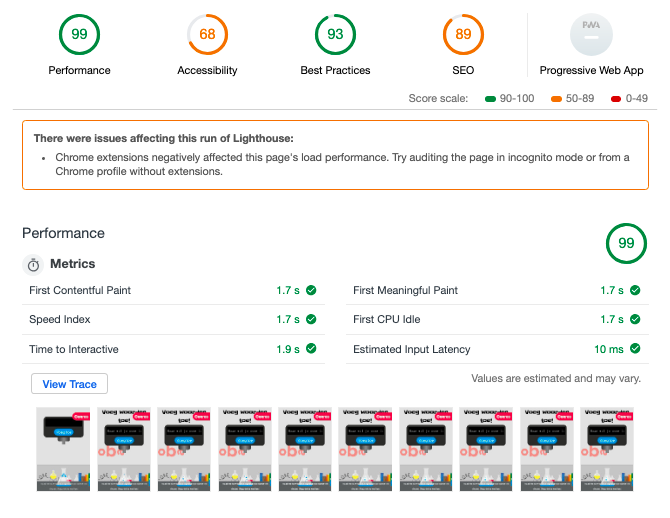 99
68
93
89
PWA
Performance
Accessibility
Best Practices
SEO
Progressive Web App
Score scale:
90-100
50-89
0-49
There were issues affecting this run of Lighthouse:
• Chrome extensions negatively affected this page's load performance. Try auditing the page in incognito mode or from a
Chrome profile without extensions.
Performance
99
Metrics
First Contentful Paint
1.7 s
First Meaningful Paint
1.7 s
Speed Index
1.7 s
First CPU Idle
1.7 s
Time to Interactive
1.9 s
Estimated Input Latency
10 ms
View Trace
Values are estimated and may vary.